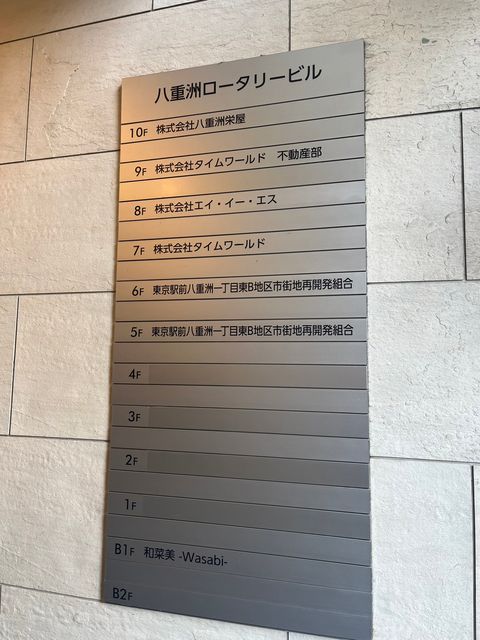 八重洲ロータリービル
10F 株式会社八重洲栄屋
9F 株式会社タイムワールド 不動産部
8F 株式会社エイ・イー・エス
7F 株式会社タイムワールド
6F 東京駅前八重洲一丁目東B地区市街地再開発組合
5F 東京駅前八重洲一丁目東B地区市街地再開発組合
4F
3F
2F
1F
B1F 和菜美 -Wasabi-
B2F